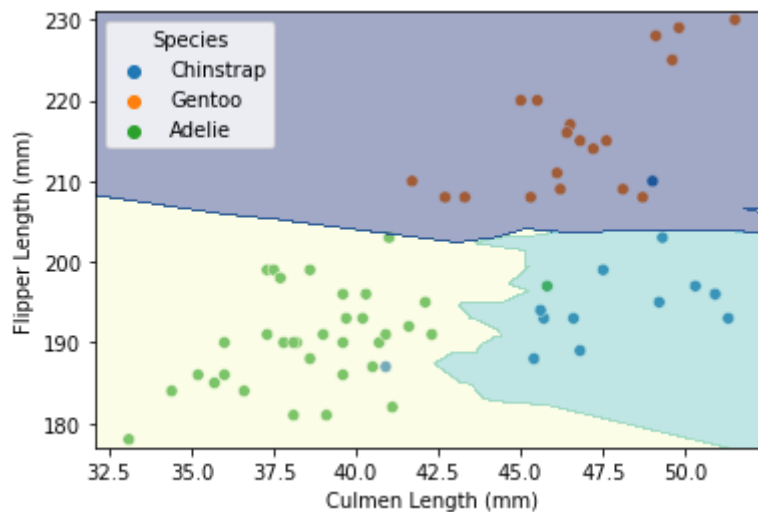 230
220
210
200
190
180
Flipper Length (mm)
Species
Chinstrap
Gentoo
Adelie
32.5 35.0 37.5 40.0 42.5 45.0 47.5 50.0
Culmen Length (mm)